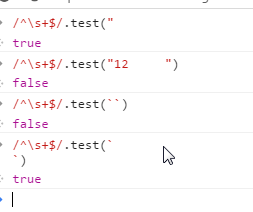 /^\s+$/.test("
true
/^\s+$/.test("12     ")
false
/^\s+$/.test(``)
false
/^\s+$/.test(`
`)
true